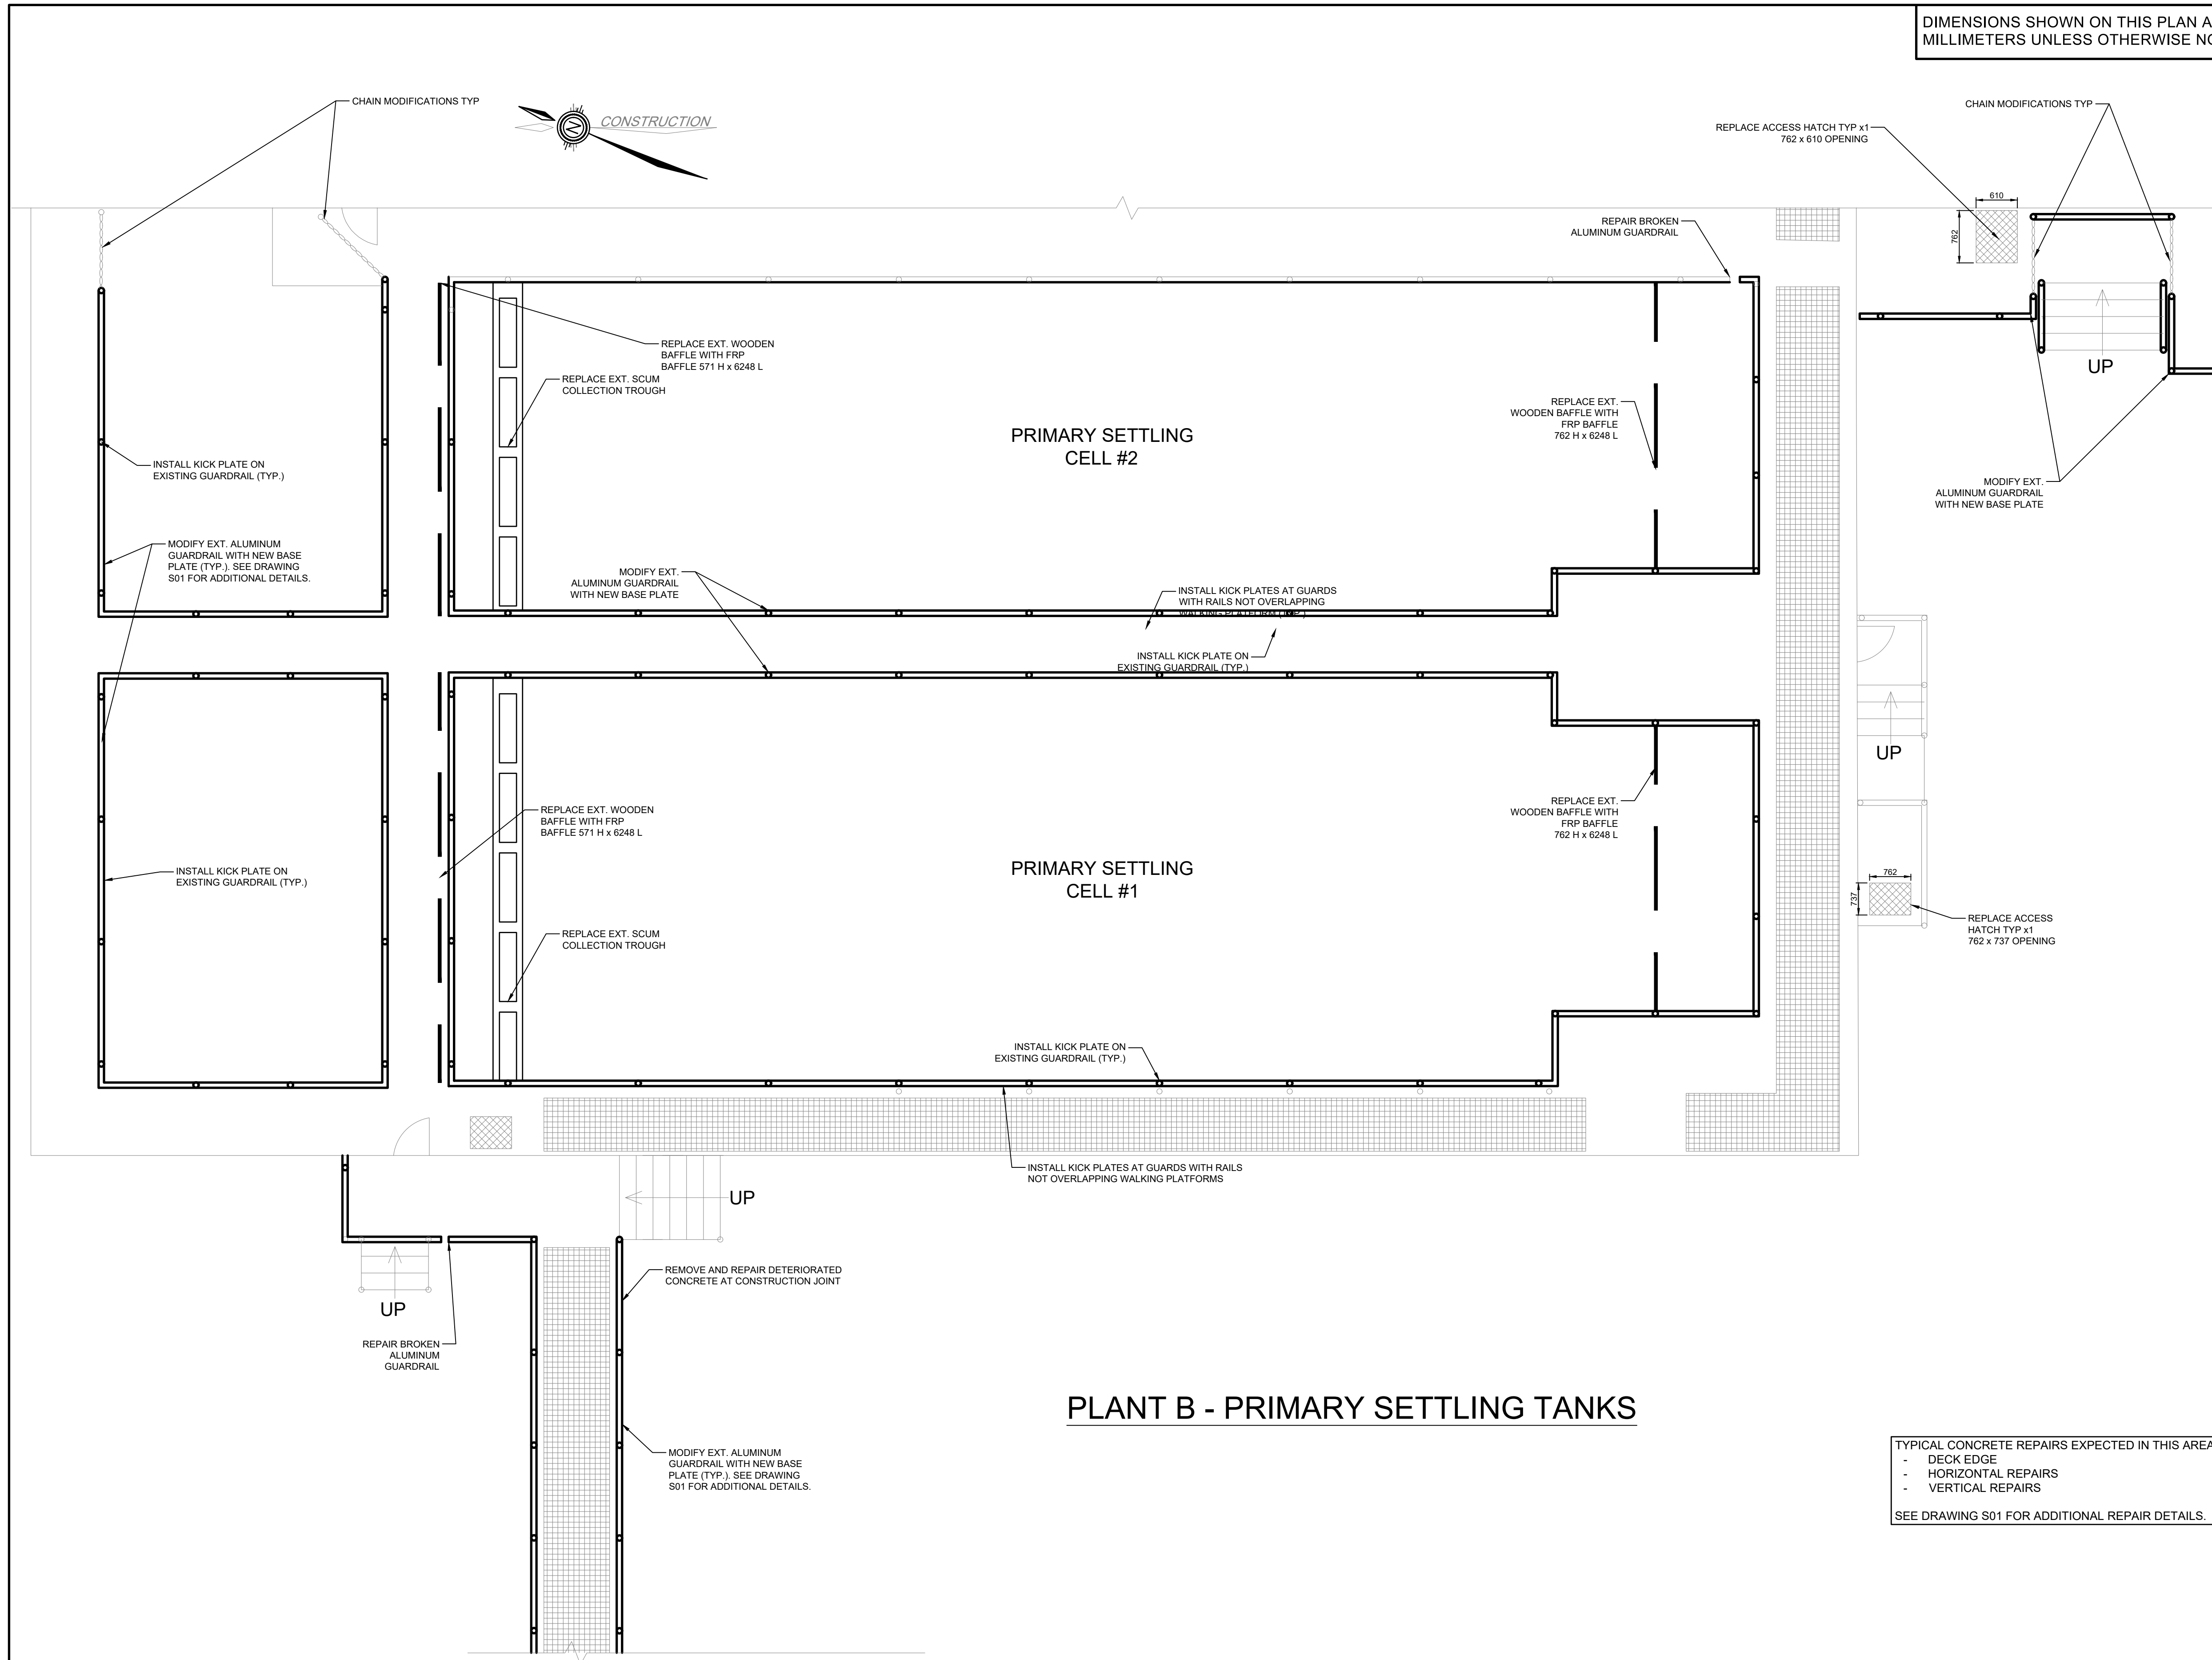 DIMENSIONS SHOWN ON THIS PLAN A
MILLIMETERS UNLESS OTHERWISE NO
CHAIN MODIFICATIONS TYP
CONSTRUCTION
N
CHAIN MODIFICATIONS TYP
REPLACE ACCESS HATCH TYP x1
762 x 610 OPENING
610
762
REPAIR BROKEN
ALUMINUM GUARDRAIL
REPLACE EXT. WOODEN
BAFFLE WITH FRP
BAFFLE 571 H x 6248 L
REPLACE EXT. SCUM
COLLECTION TROUGH
UP
REPLACE EXT.
WOODEN BAFFLE WITH
FRP BAFFLE
762 H x 6248 L
PRIMARY SETTLING
CELL #2
INSTALL KICK PLATE ON
EXISTING GUARDRAIL (TYP.)
MODIFY EXT.
ALUMINUM GUARDRAIL
WITH NEW BASE PLATE
MODIFY EXT. ALUMINUM
GUARDRAIL WITH NEW BASE
PLATE (TYP.). SEE DRAWING
S01 FOR ADDITIONAL DETAILS.
MODIFY EXT.
ALUMINUM GUARDRAIL
WITH NEW BASE PLATE
INSTALL KICK PLATES AT GUARDS
WITH RAILS NOT OVERLAPPING
WALKING PLATFORM (TYP.)
INSTALL KICK PLATE ON
EXISTING GUARDRAIL (TYP.)
UP
REPLACE EXT. WOODEN
BAFFLE WITH FRP
BAFFLE 571 H x 6248 L
REPLACE EXT.
WOODEN BAFFLE WITH
FRP BAFFLE
762 H x 6248 L
PRIMARY SETTLING
CELL #1
INSTALL KICK PLATE ON
EXISTING GUARDRAIL (TYP.)
762
737
REPLACE ACCESS
HATCH TYP x1
762 x 737 OPENING
REPLACE EXT. SCUM
COLLECTION TROUGH
INSTALL KICK PLATE ON
EXISTING GUARDRAIL (TYP.)
INSTALL KICK PLATES AT GUARDS WITH RAILS
NOT OVERLAPPING WALKING PLATFORMS
UP
REMOVE AND REPAIR DETERIORATED
CONCRETE AT CONSTRUCTION JOINT
UP
REPAIR BROKEN
ALUMINUM
GUARDRAIL
PLANT B - PRIMARY SETTLING TANKS
MODIFY EXT. ALUMINUM
GUARDRAIL WITH NEW BASE
PLATE (TYP.). SEE DRAWING
S01 FOR ADDITIONAL DETAILS.
TYPICAL CONCRETE REPAIRS EXPECTED IN THIS AREA
- DECK EDGE
- HORIZONTAL REPAIRS
- VERTICAL REPAIRS
SEE DRAWING S01 FOR ADDITIONAL REPAIR DETAILS.